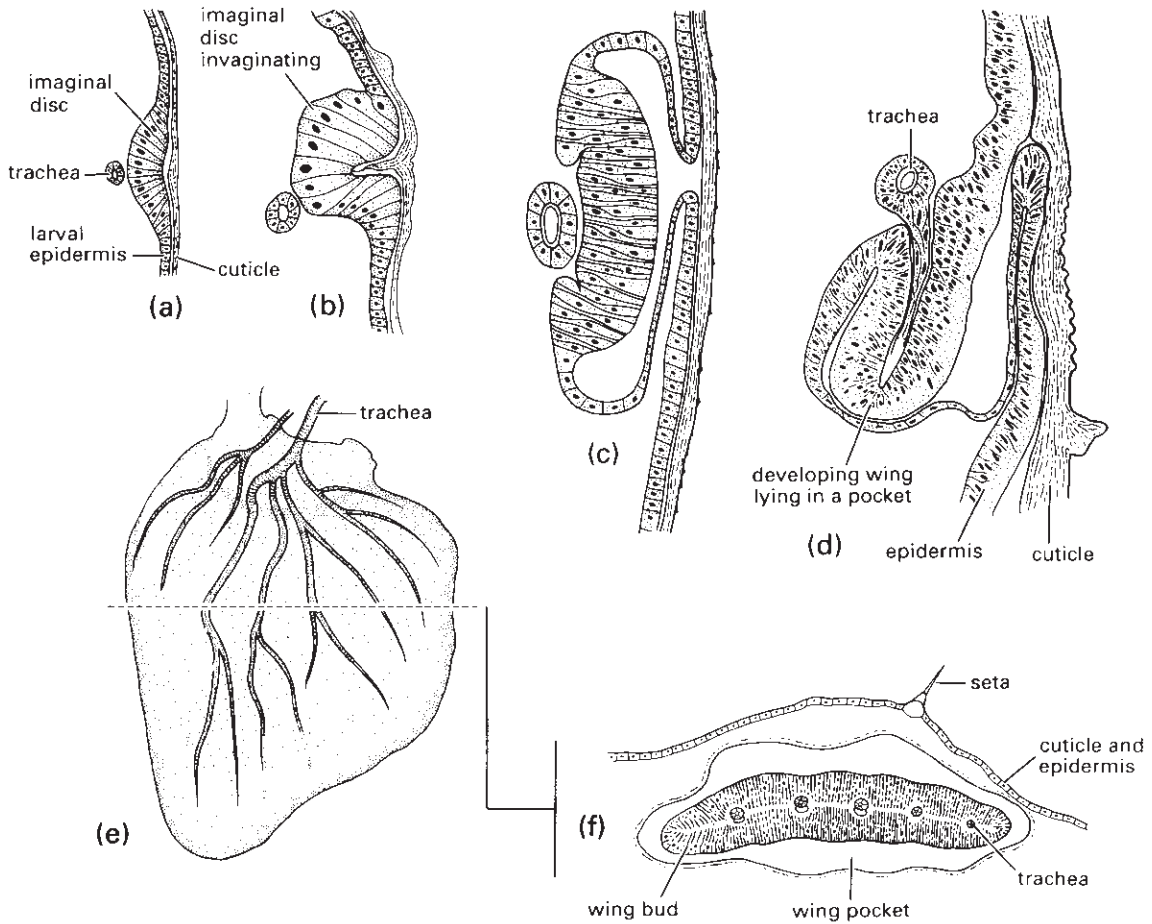 imaginal
disc
trachea
larval
epidermis
cuticle
(a)
imaginal
disc
invaginating
(b)
(c)
trachea
developing wing
lying in a pocket
(d)
epidermis
cuticle
trachea
(e)
seta
cuticle and
epidermis
(f)
trachea
wing bud
wing pocket